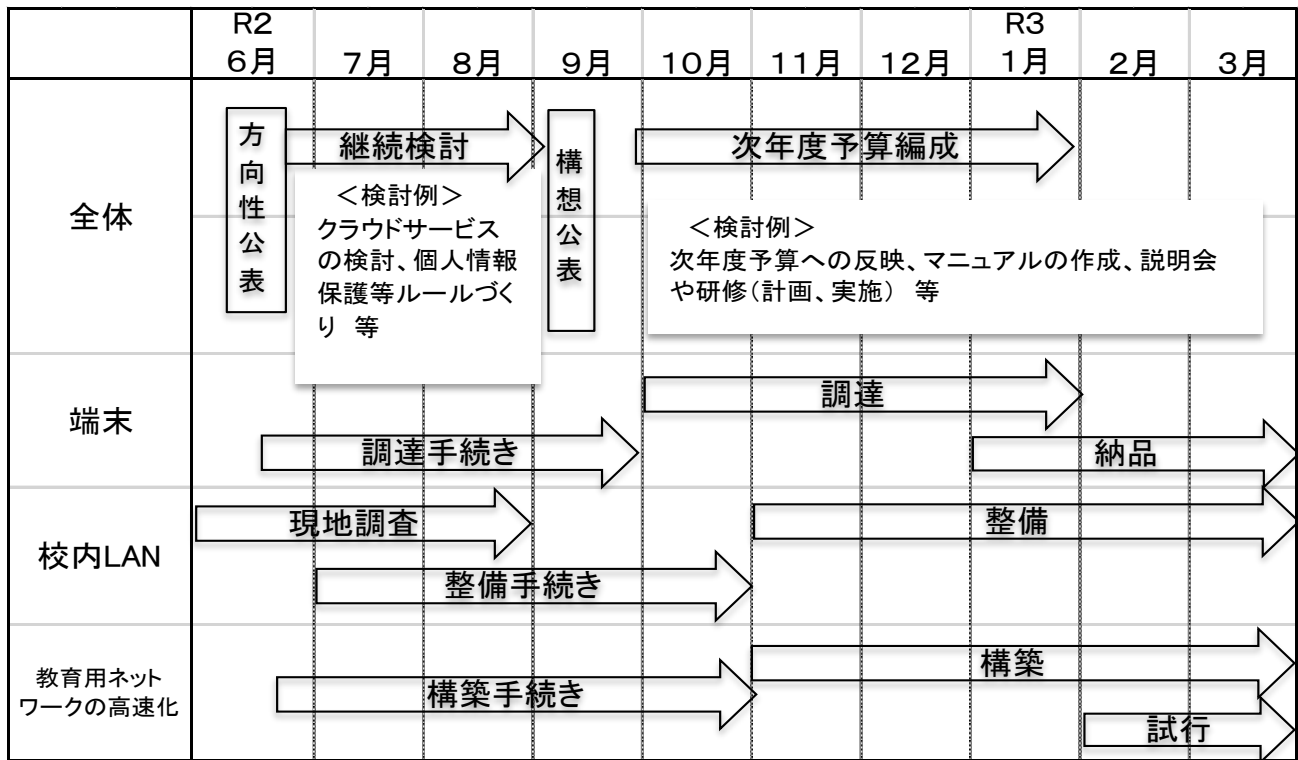 R2
R3
6月 7月 8月 9月 10月 11月 12月 1月 2月 3月
全体
方向性公表
継続検討
＜検討例＞
クラウドサービス
の検討、個人情報
保護等ルールづく
り　等
構想公表
次年度予算編成
＜検討例＞
次年度予算への反映、マニュアルの作成、説明会
や研修（計画、実施）　等
端末
調達
調達手続き
納品
校内LAN
現地調査
整備
整備手続き
教育用ネット
ワークの高速化
構築
構築手続き
試行